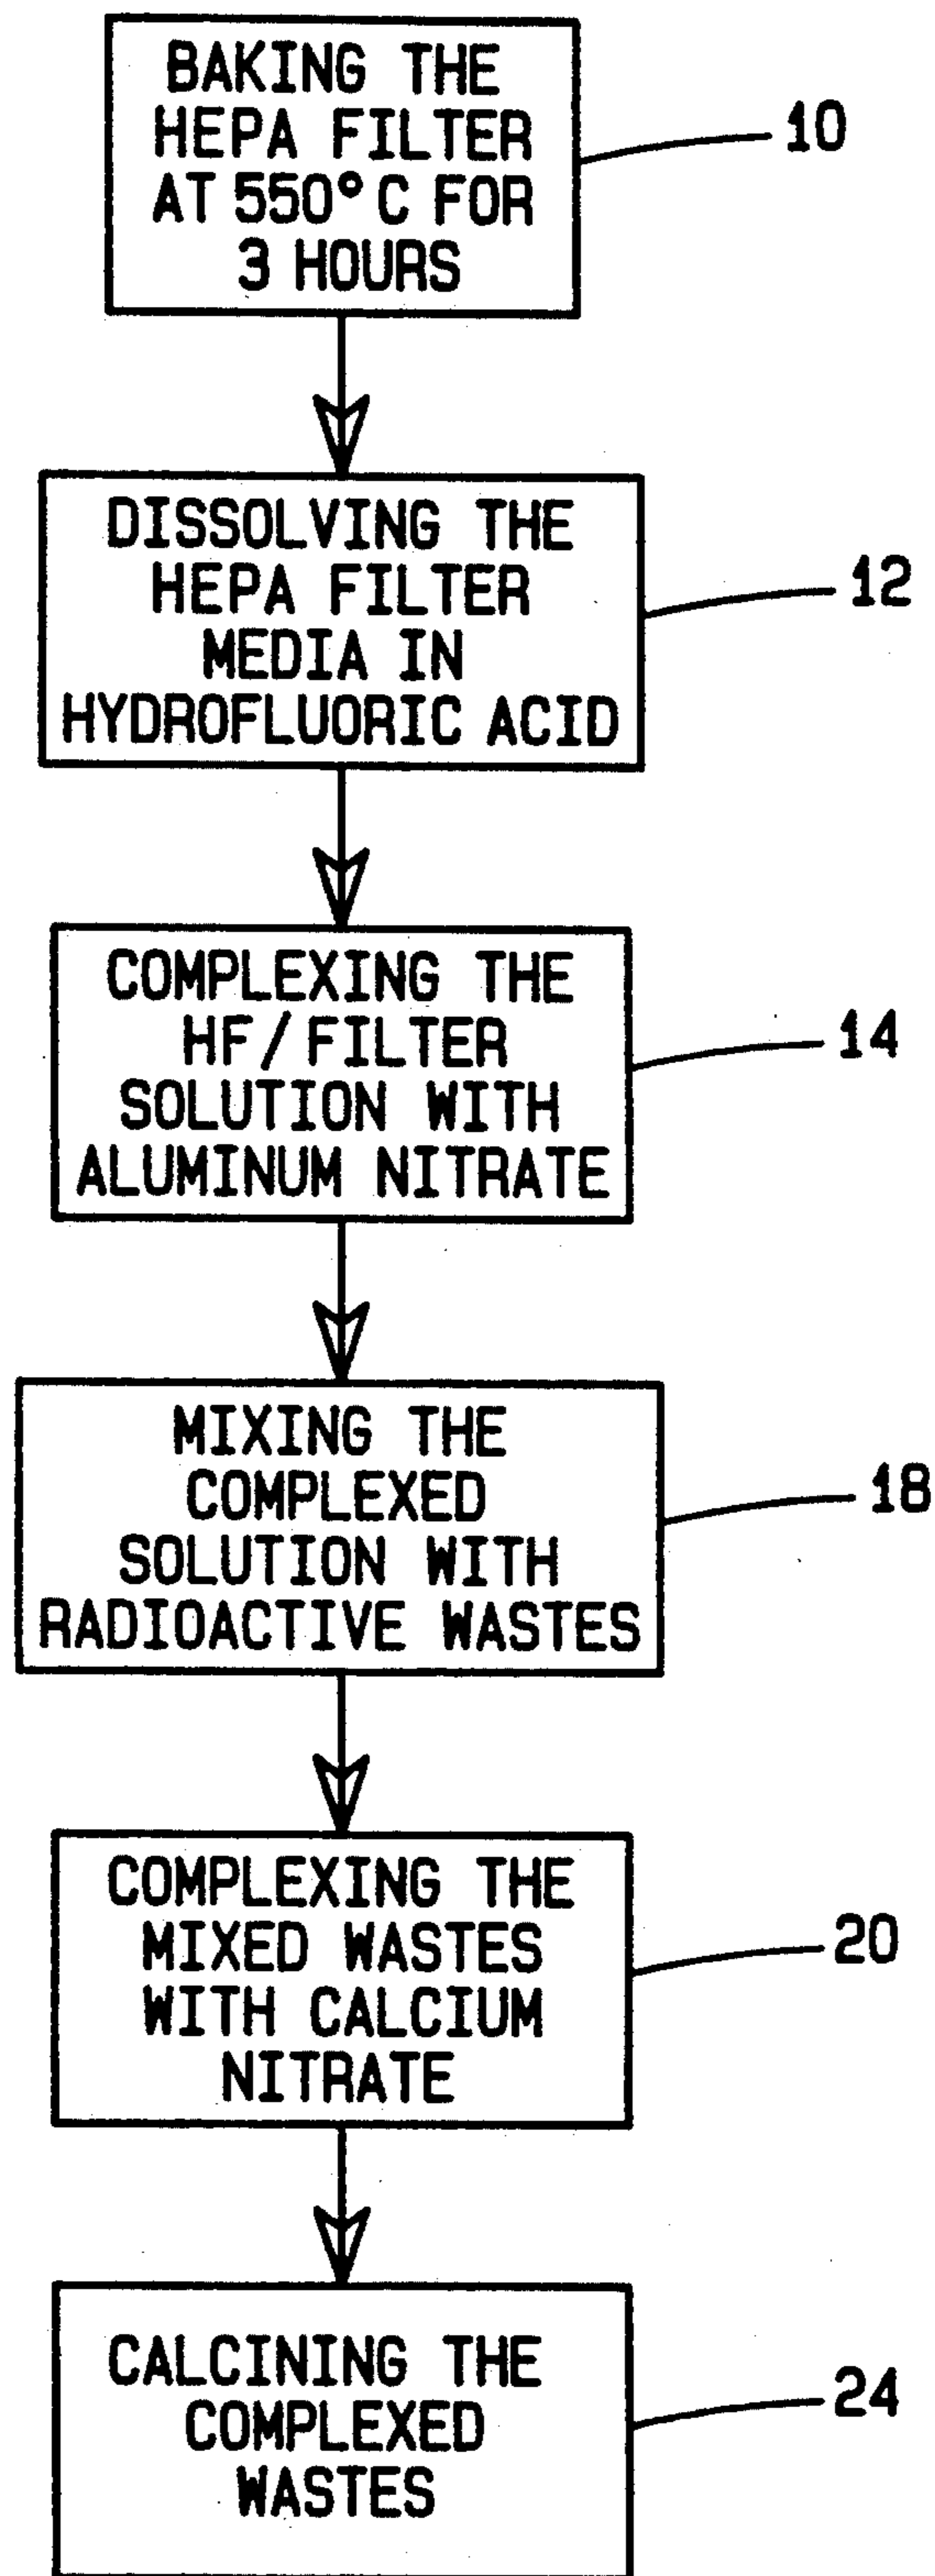 BAKING THE
HEPA FILTER
AT 550° C FOR
3 HOURS
10
DISSOLVING THE
HEPA FILTER
MEDIA IN
HYDROFLUORIC ACID
12
COMPLEXING THE
HF/FILTER
SOLUTION WITH
ALUMINUM NITRATE
14
MIXING THE
COMPLEXED
SOLUTION WITH
RADIOACTIVE WASTES
18
COMPLEXING THE
MIXED WASTES
WITH CALCIUM
NITRATE
20
CALCINING THE
COMPLEXED
WASTES
24